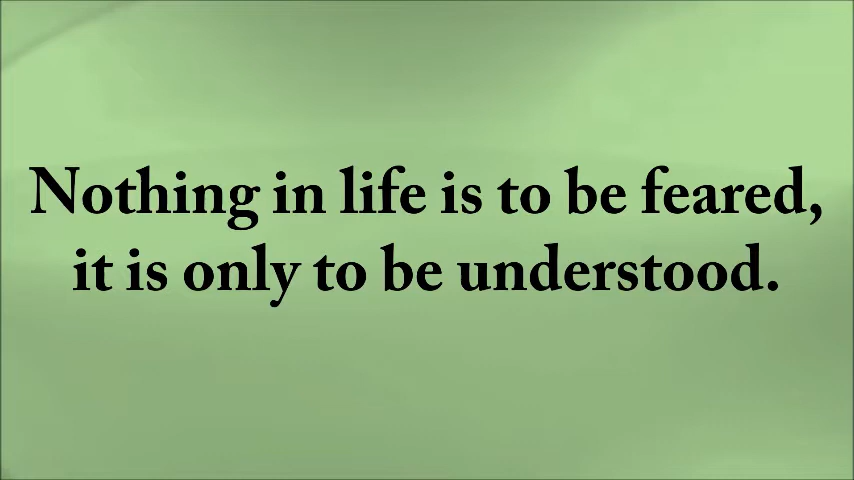 Nothing in life is to be feared,
it is only to be understood.